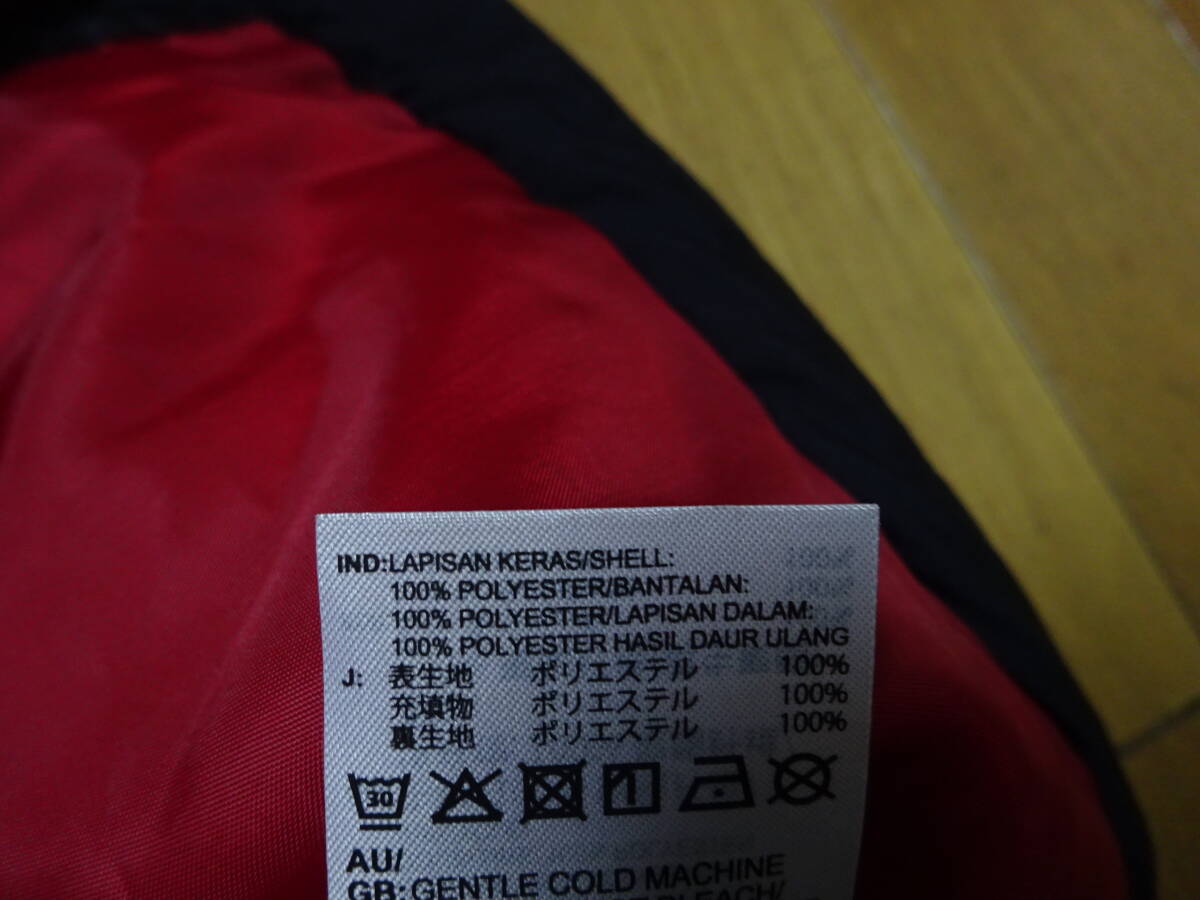 IND:LAPISAN KERAS/SHELL:
100% POLYESTER/BANTALAN:
100% POLYESTER/LAPISAN DALAM:
100% POLYESTER HASIL DAUR ULANG
J: 表生地 ポリエステル 100%
充填物 ポリエステル 100%
裏生地 ポリエステル 100%
30
AU/
GB: GENTLE COLD MACHINE
BLEACH/